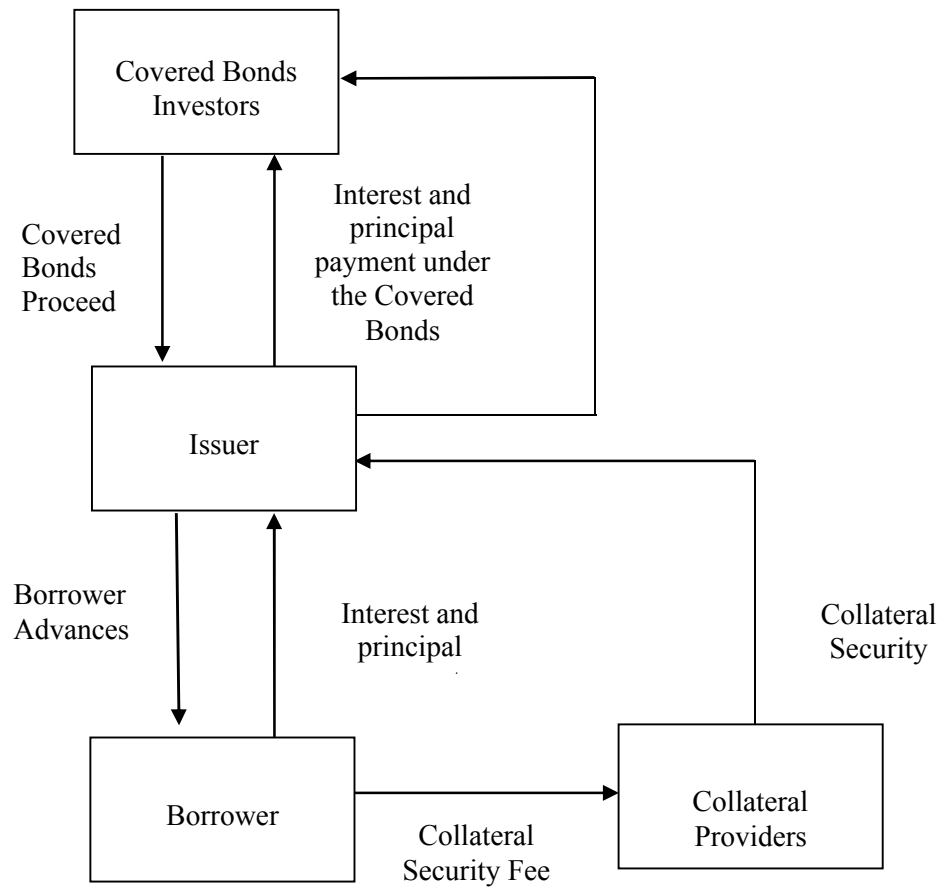 Covered Bonds
Investors
Covered
Bonds
Proceed
Interest and
principal
payment under
the Covered
Bonds
Issuer
Borrower
Advances
Interest and
principal
Collateral
Security
Borrower
Collateral
Security Fee
Collateral
Providers